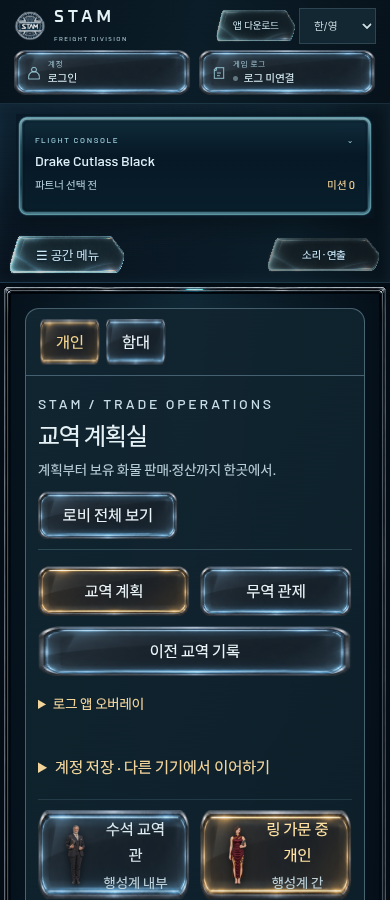 STAM
STAM
FREIGHT DIVISION
앱 다운로드
한/영
계정
로그인
게임 로그
로그 미연결
FLIGHT CONSOLE
Drake Cutlass Black
파트너 선택 전
미션 0
☰ 공간 메뉴
소리·연출
개인
함대
STAM / TRADE OPERATIONS
교역 계획실
계획부터 보유 화물 판매·정산까지 한곳에서.
로비 전체 보기
교역 계획
무역 관제
이전 교역 기록
▶ 로그 앱 오버레이
▶ 계정 저장 · 다른 기기에서 이어하기
수석 교역
관
행성계 내부
링 가문 중
개인
행성계 간